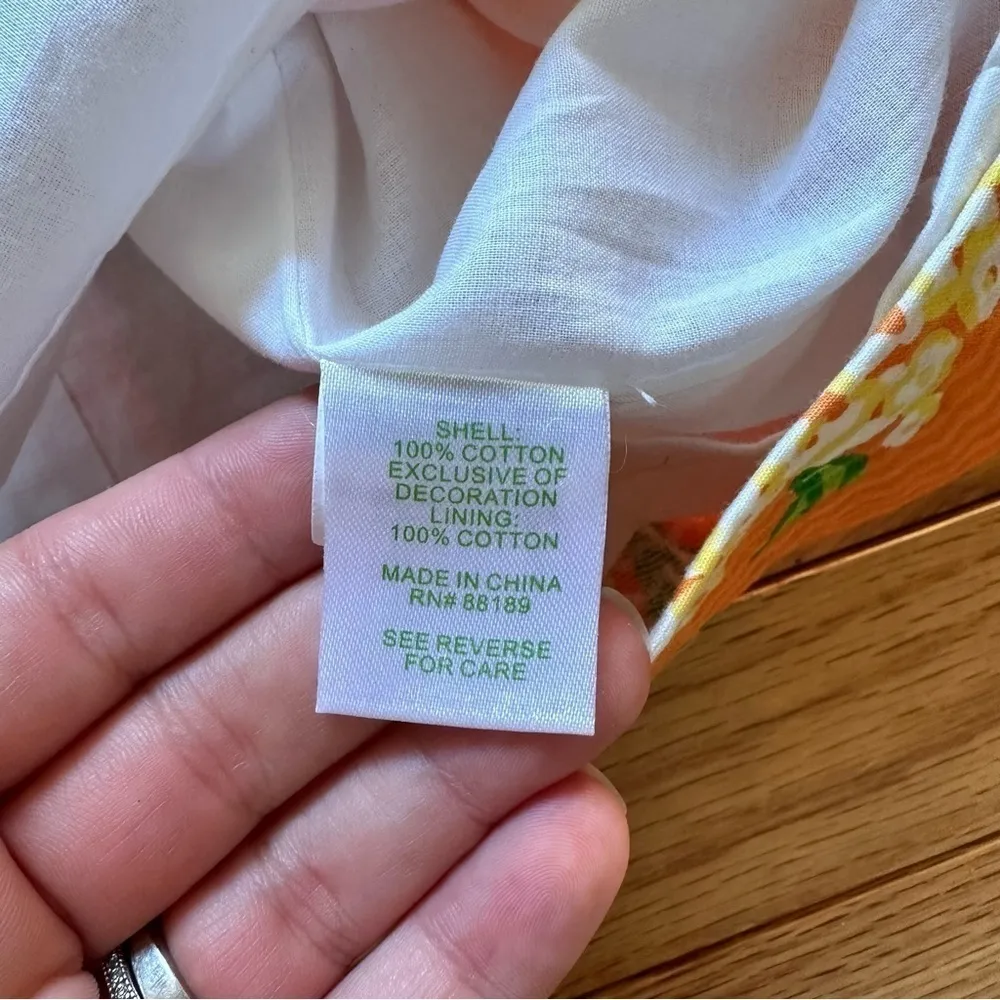 SHELL:
100% COTTON
EXCLUSIVE OF
DECORATION
LINING:
100% COTTON
MADE IN CHINA
RN# 88189
SEE REVERSE
FOR CARE